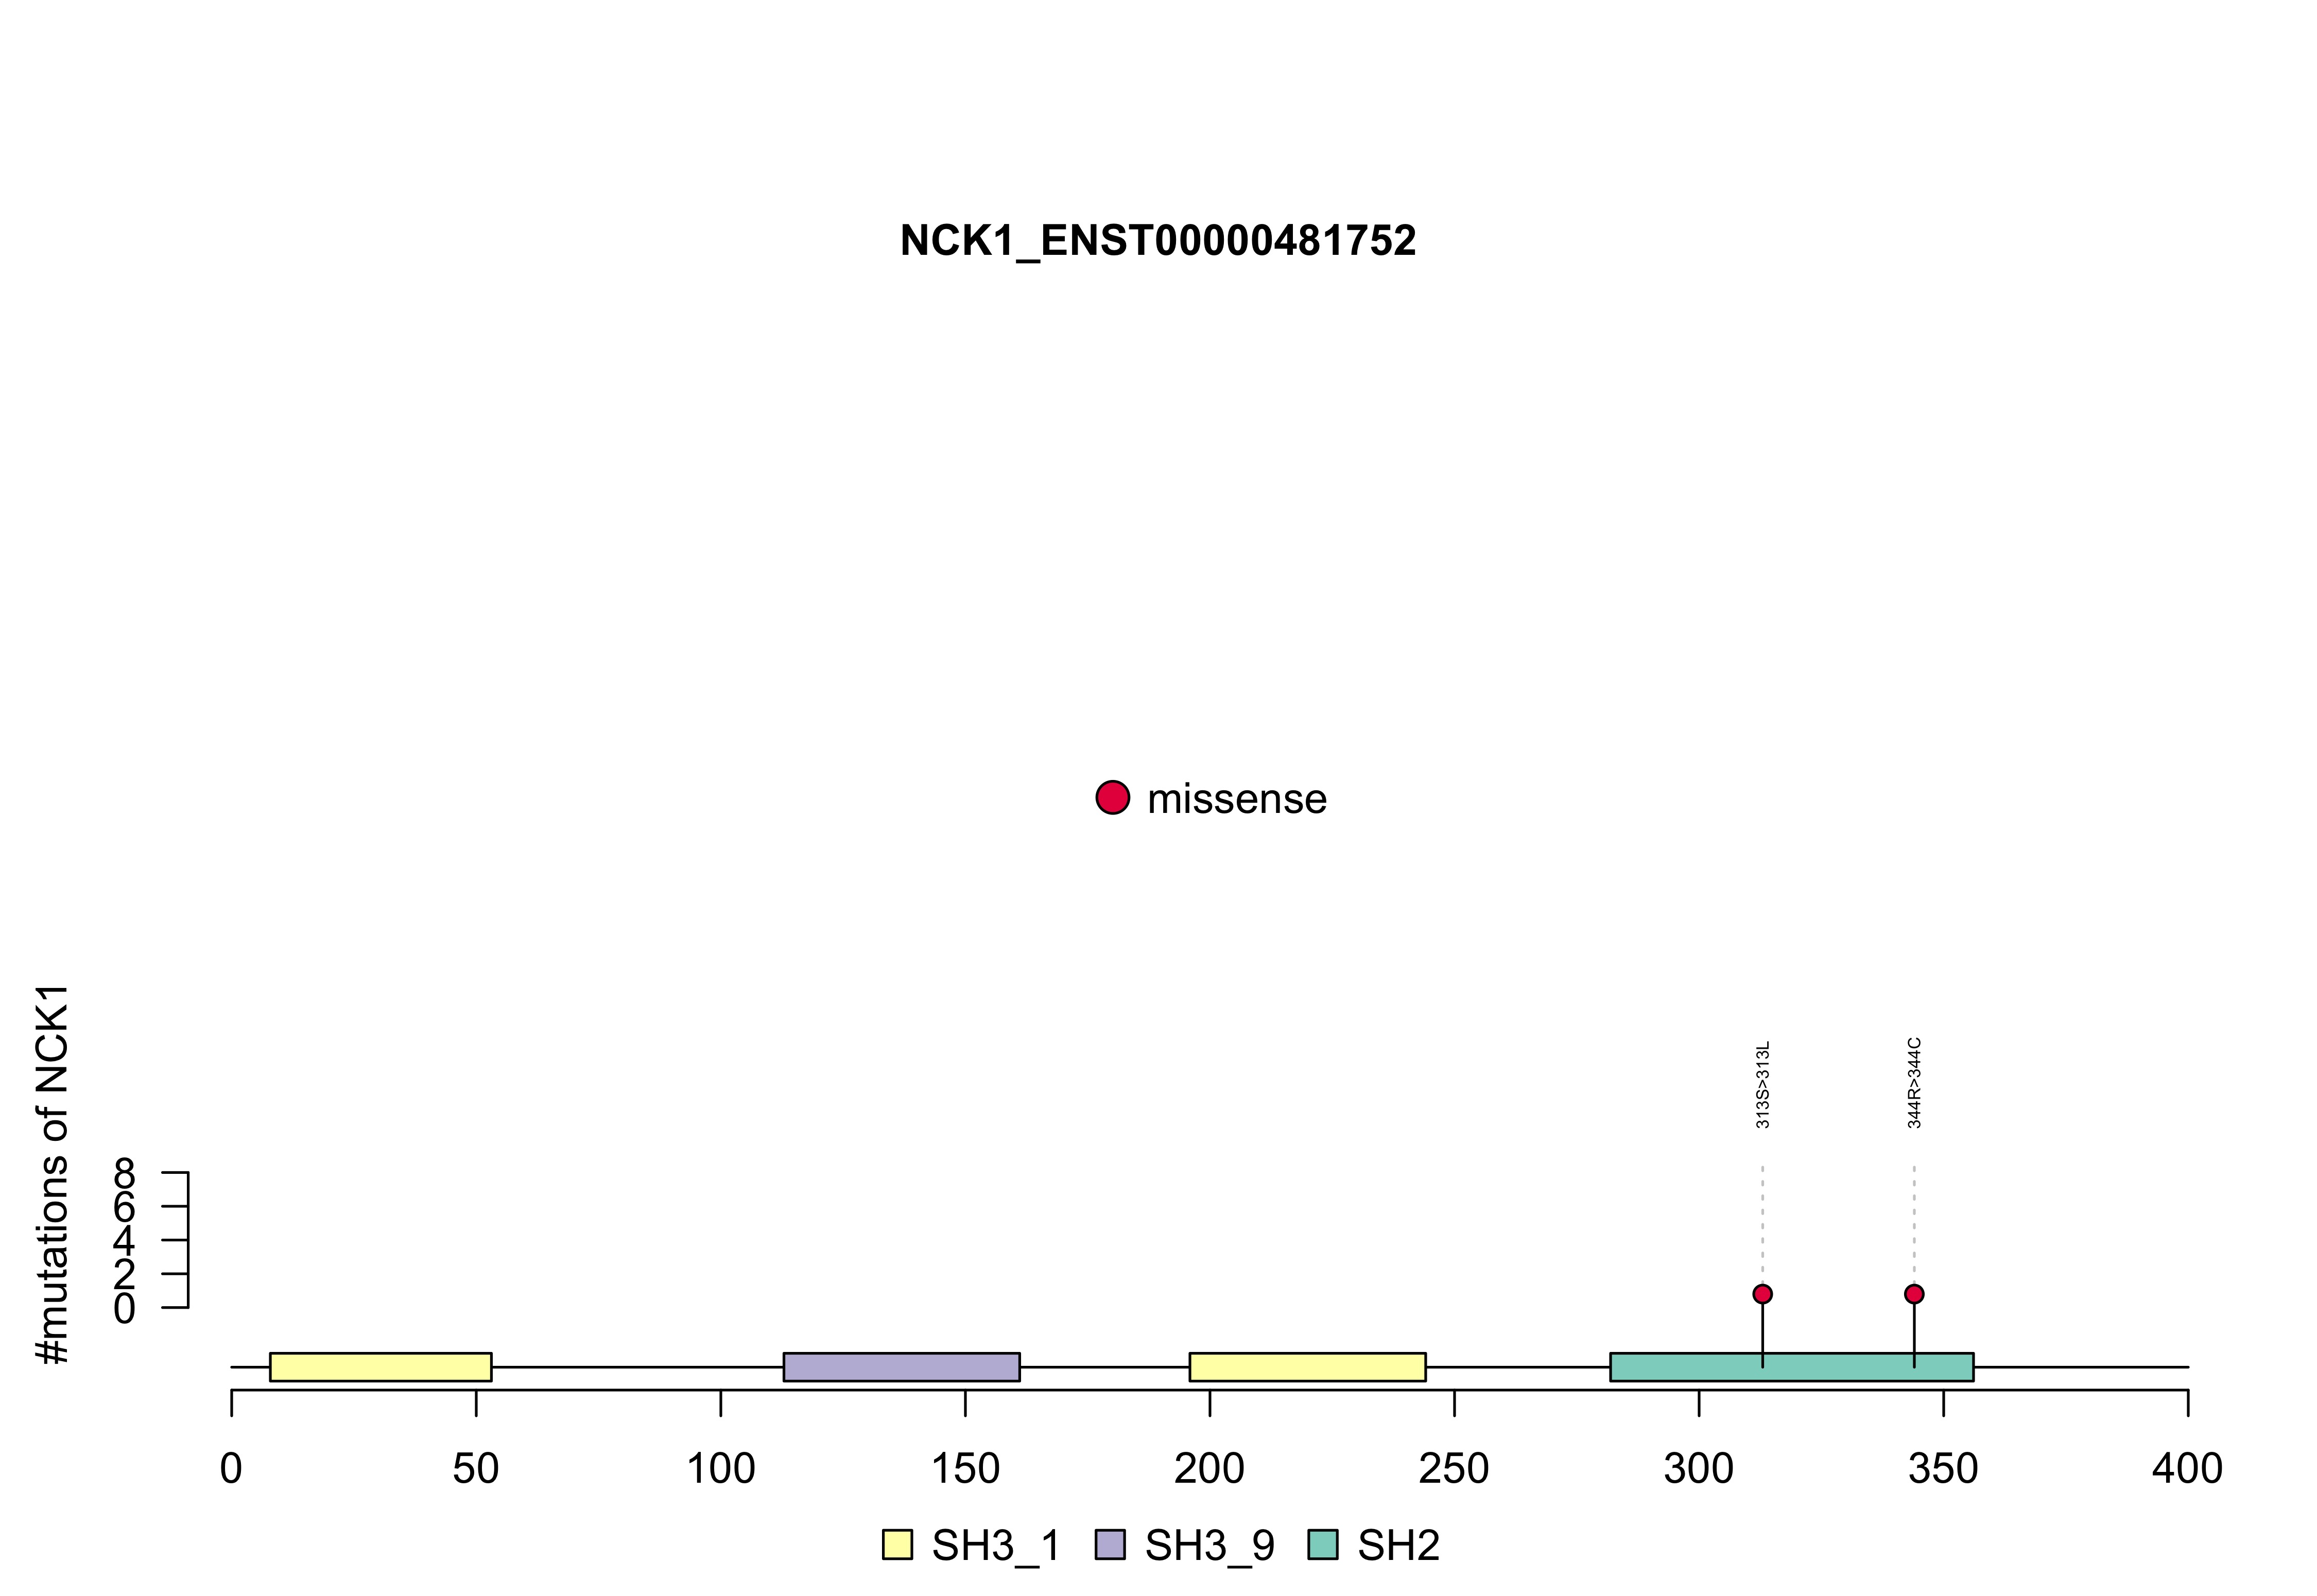 NCK1_ENST00000481752
missense
#mutations of NCK1
313S>313L
344R>344C
8
6
4
2
0
0 50 100 150 200 250 300 350 400
SH3_1 SH3_9 SH2